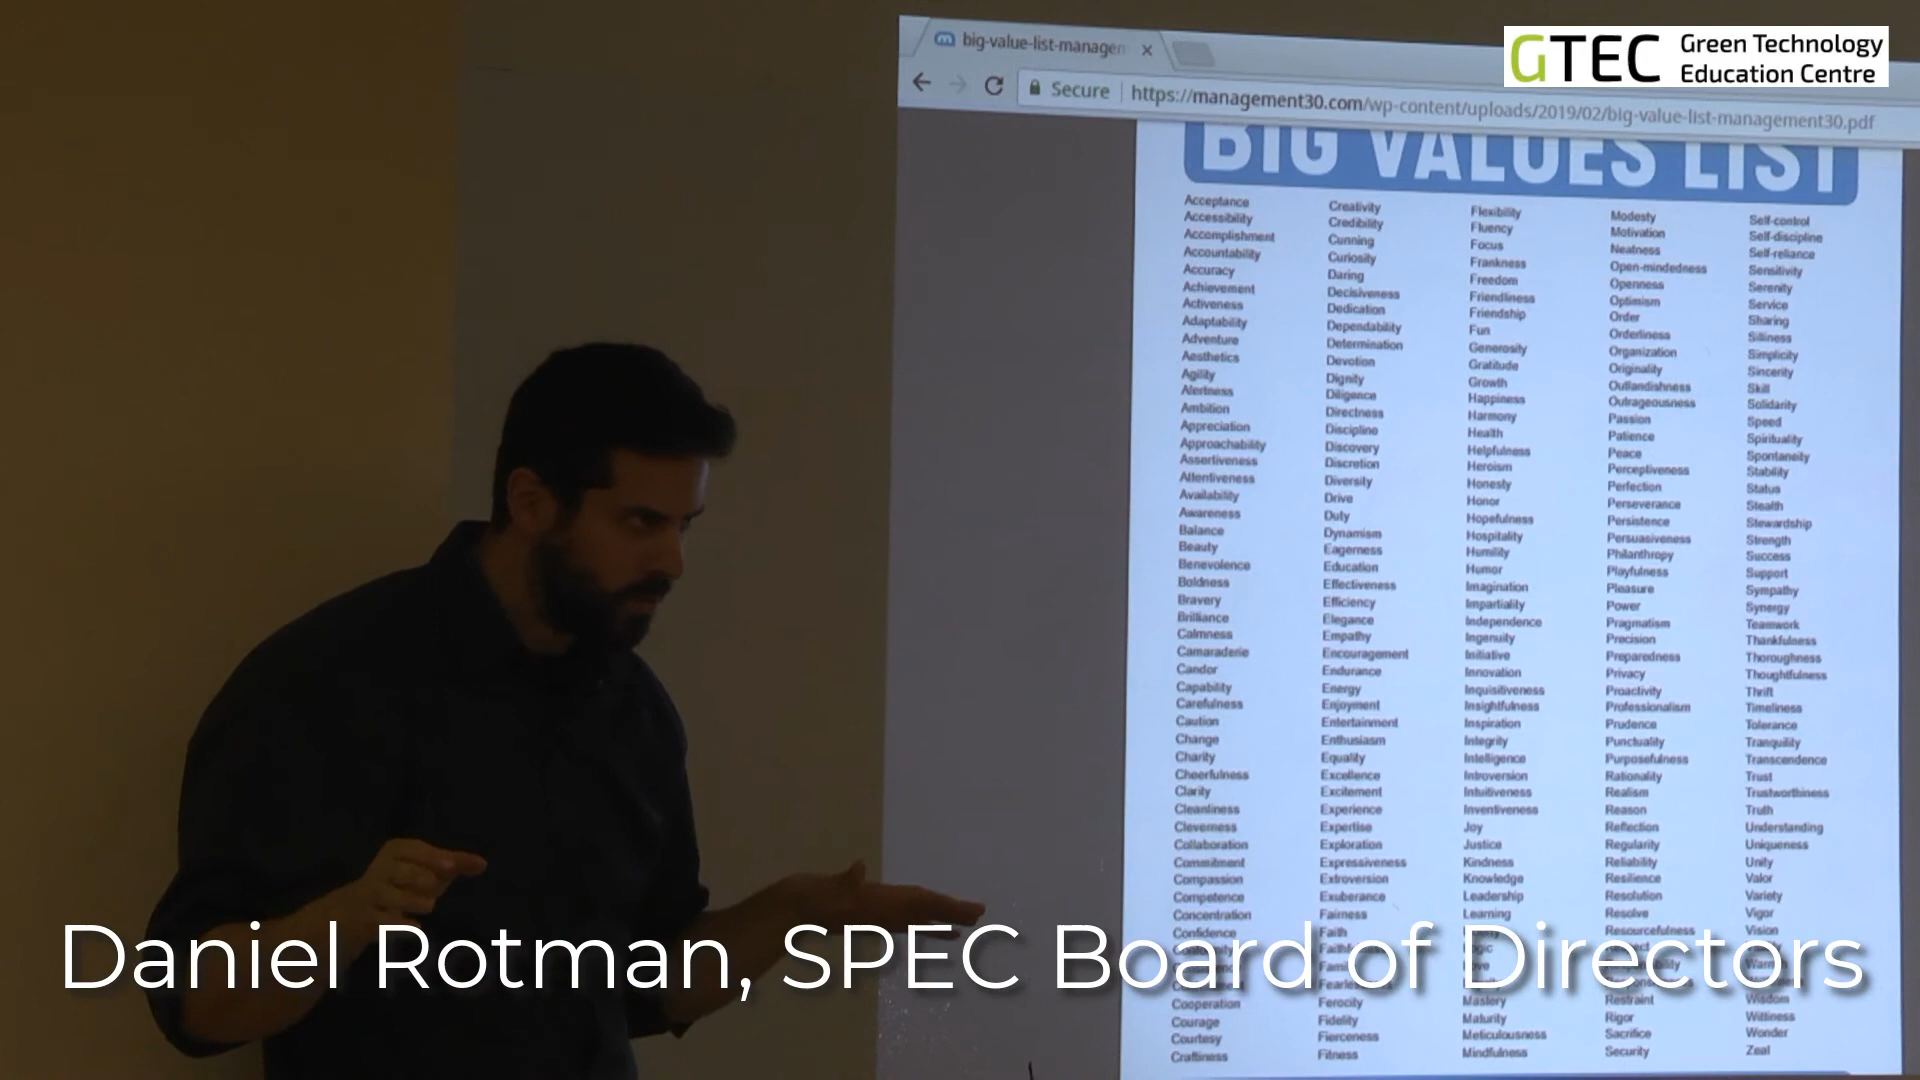 big-value-list-managen
GTEC Green Technology
Education Centre
Secure https://management30.com/wp-content/uploads/2019/02/big-value-list-management30.pdf
BIG VALUES LIST
Acceptance
Accessibility
Accomplishment
Accountability
Accuracy
Achievement
Activeness
Adaptability
Adventure
Aesthetics
Agility
Alertness
Ambition
Appreciation
Approachability
Assertiveness
Attentiveness
Availability
Awareness
Balance
Beauty
Benevolence
Boldness
Bravery
Brilliance
Calmness
Camaraderie
Candor
Capability
Carefulness
Caution
Change
Charity
Cheerfulness
Clarity
Cleanliness
Cleverness
Collaboration
Commitment
Compassion
Competence
Concentration
Confidence
Cooperation
Courage
Courtesy
Craftiness
Creativity
Credibility
Cunning
Curiosity
Daring
Decisiveness
Dedication
Dependability
Determination
Devotion
Dignity
Diligence
Directness
Discipline
Discovery
Discretion
Diversity
Drive
Duty
Dynamism
Eagerness
Education
Effectiveness
Efficiency
Elegance
Empathy
Encouragement
Endurance
Energy
Enjoyment
Entertainment
Enthusiasm
Equality
Excellence
Excitement
Experience
Expertise
Exploration
Expressiveness
Extroversion
Exuberance
Fairness
Faith
Ferocity
Fidelity
Fierceness
Fitness
Flexibility
Fluency
Focus
Frankness
Freedom
Friendliness
Friendship
Fun
Generosity
Gratitude
Growth
Happiness
Harmony
Health
Helpfulness
Heroism
Honesty
Honor
Hopefulness
Hospitality
Humility
Humor
Imagination
Impartiality
Independence
Ingenuity
Initiative
Innovation
Inquisitiveness
Insightfulness
Inspiration
Integrity
Intelligence
Introversion
Intuitiveness
Inventiveness
Joy
Justice
Kindness
Knowledge
Leadership
Learning
Mastery
Maturity
Meticulousness
Mindfulness
Modesty
Motivation
Neatness
Open-mindedness
Openness
Optimism
Order
Orderliness
Organization
Originality
Outlandishness
Outrageousness
Passion
Patience
Peace
Perceptiveness
Perfection
Perseverance
Persistence
Persuasiveness
Philanthropy
Playfulness
Pleasure
Power
Pragmatism
Precision
Preparedness
Privacy
Proactivity
Professionalism
Prudence
Punctuality
Purposefulness
Rationality
Realism
Reason
Reflection
Regularity
Reliability
Resilience
Resolution
Resolve
Resourcefulness
Restraint
Rigor
Sacrifice
Security
Self-control
Self-discipline
Self-reliance
Sensitivity
Serenity
Service
Sharing
Silliness
Simplicity
Sincerity
Skill
Solidarity
Speed
Spirituality
Spontaneity
Stability
Status
Stealth
Stewardship
Strength
Success
Support
Sympathy
Synergy
Teamwork
Thankfulness
Thoroughness
Thoughtfulness
Thrift
Timeliness
Tolerance
Tranquility
Transcendence
Trust
Trustworthiness
Truth
Understanding
Uniqueness
Unity
Valor
Variety
Vigor
Vision
Wisdom
Wittiness
Wonder
Zeal
Daniel Rotman, SPEC Board of Directors